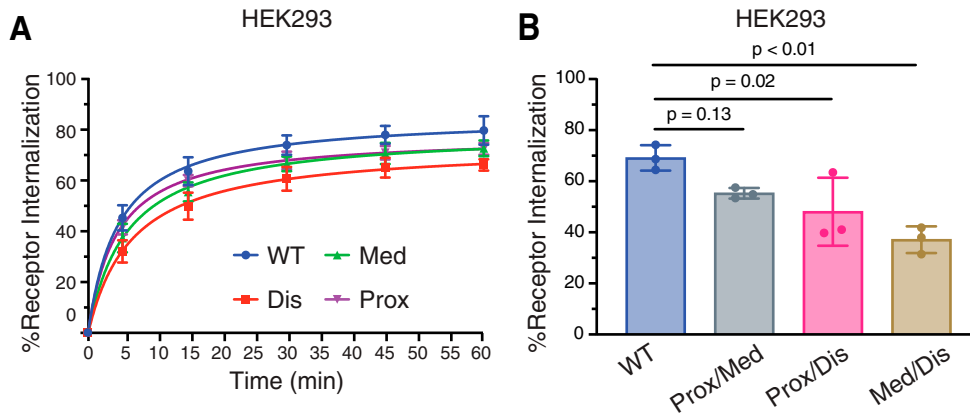 A
HEK293
%Receptor Internalization
100
80
60
40
20
0
0 5 10 15 20 25 30 35 40 45 50 55 60
Time (min)
WT
Med
Dis
Prox
B
HEK293
%Receptor Internalization
100
80
60
40
20
0
p < 0.01
p = 0.02
p = 0.13
WT
Prox/Med
Prox/Dis
Med/Dis